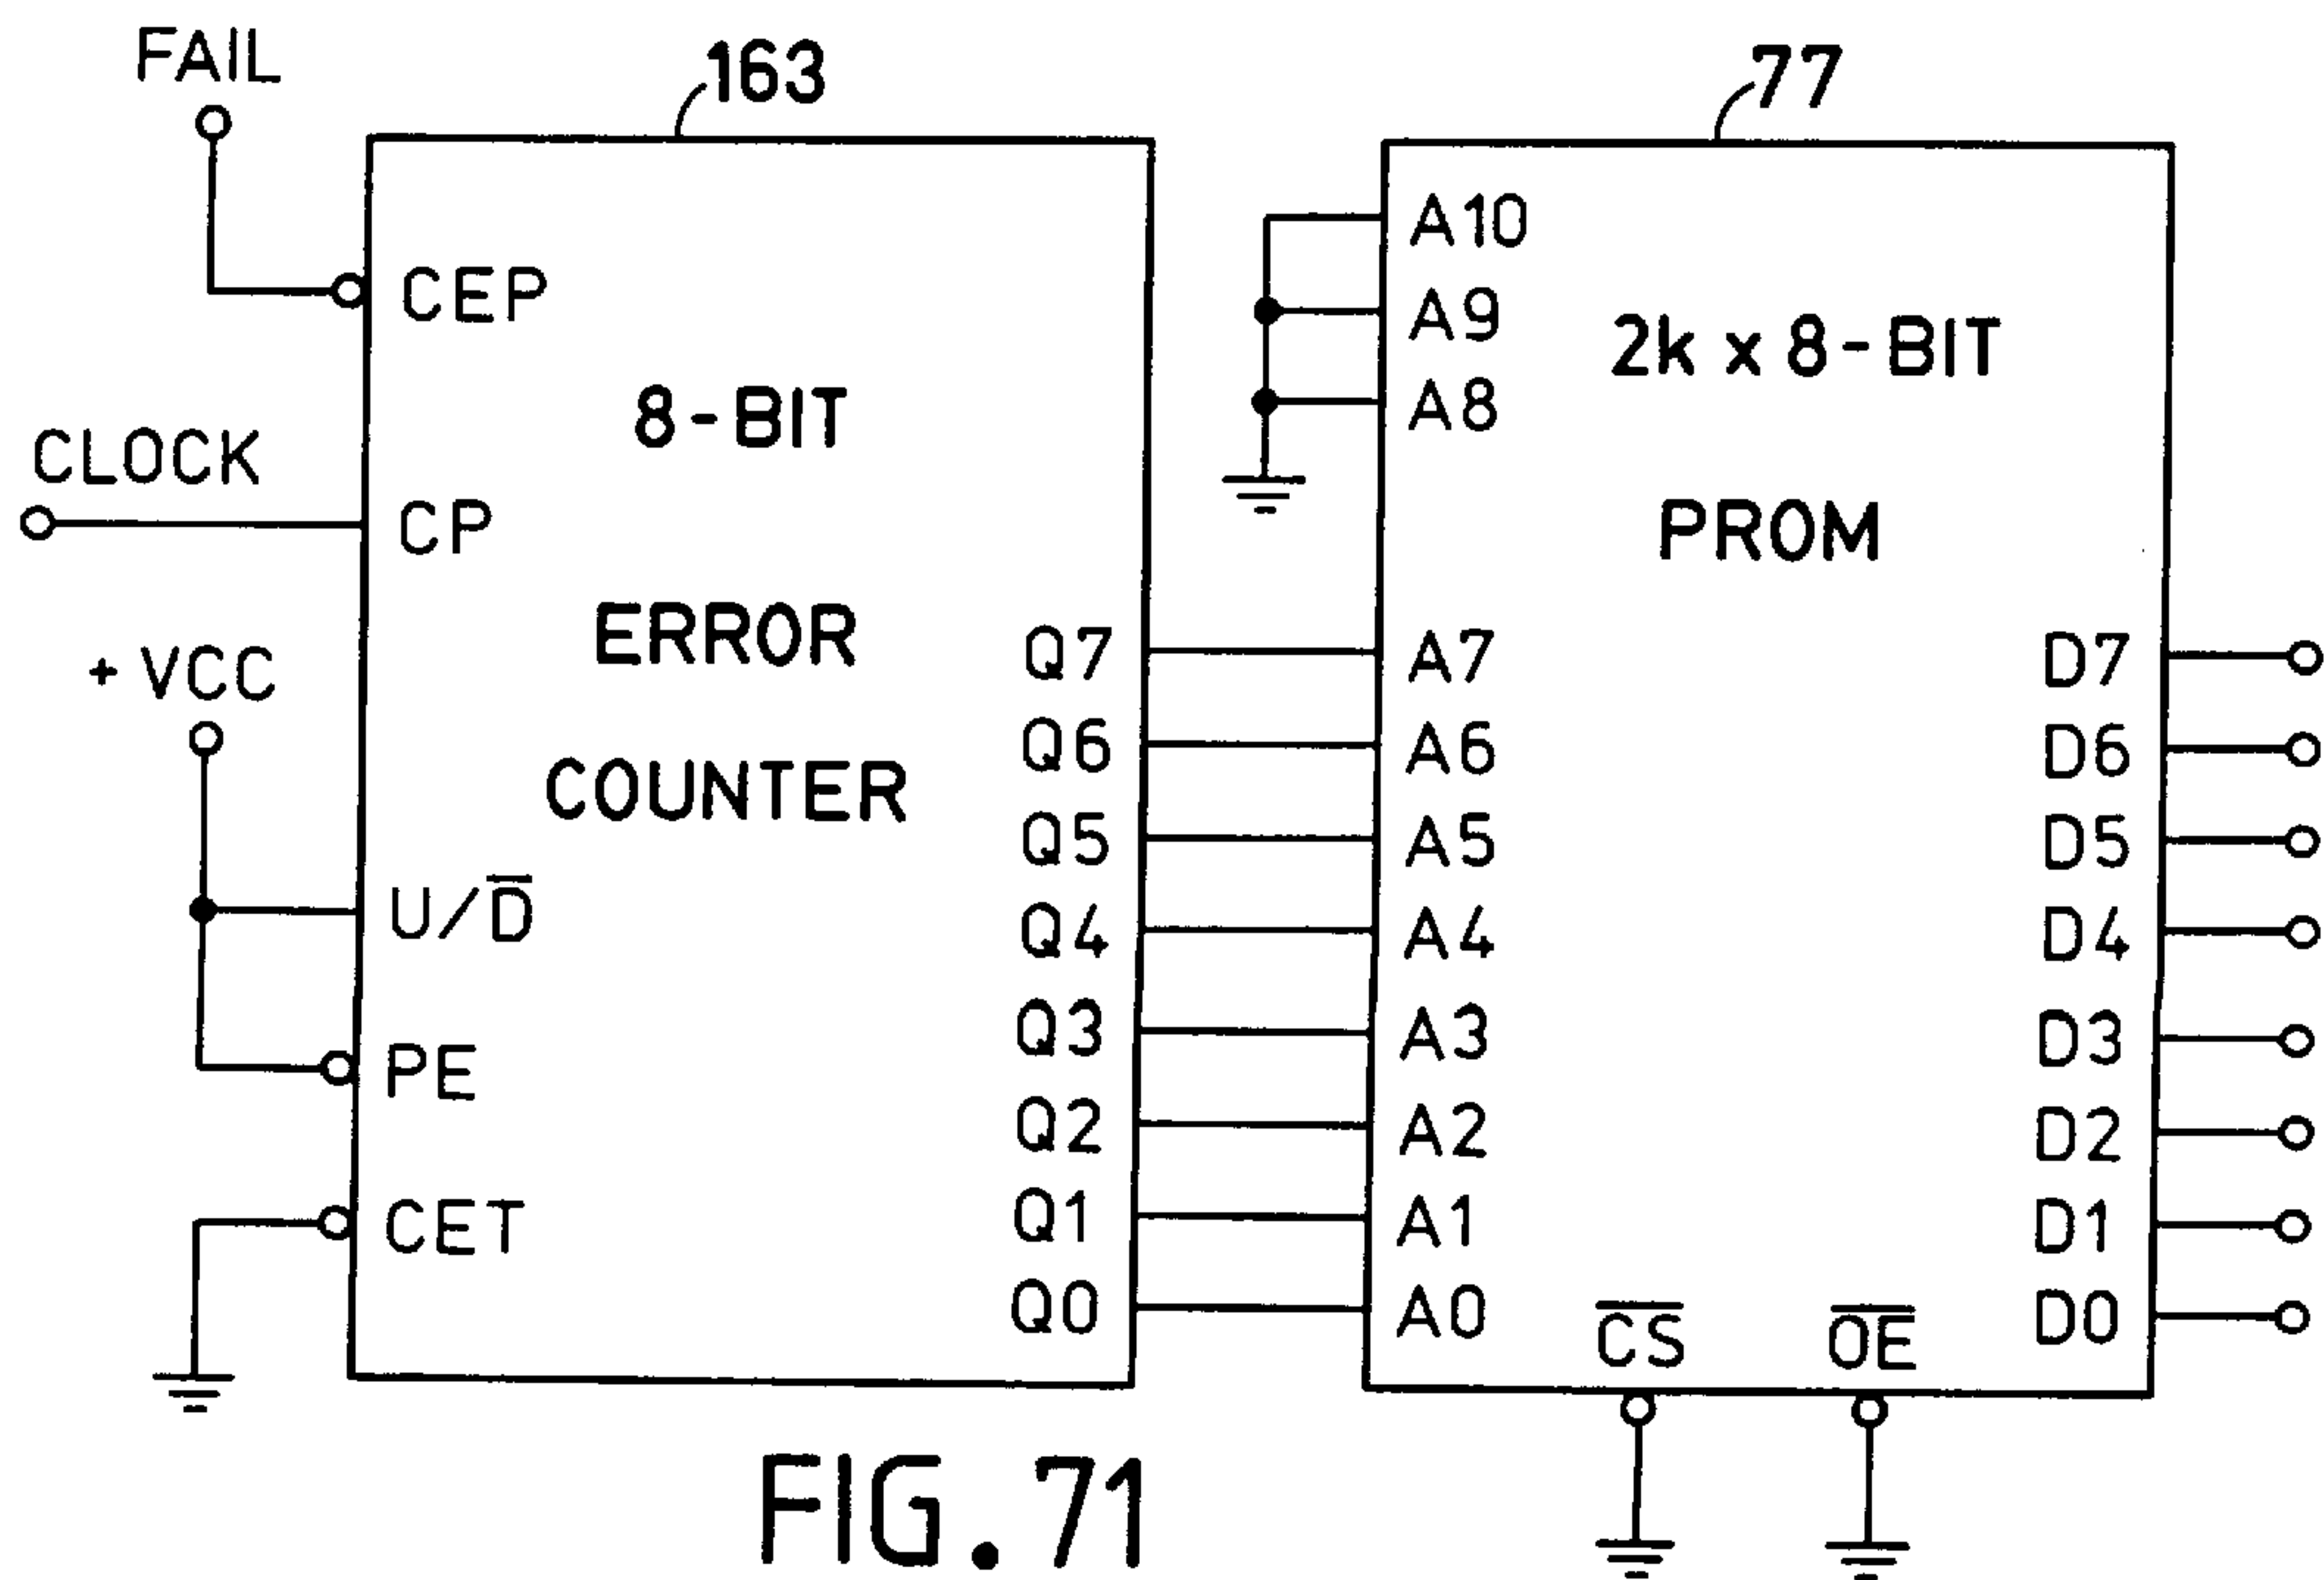 FAIL
163
77
CEP
8-BIT
CLOCK
CP
ERROR
+VCC
COUNTER
U/D̅
PE
CET
Q7
Q6
Q5
Q4
Q3
Q2
Q1
Q0
A10
A9
A8
2k x 8-BIT
PROM
A7
A6
A5
A4
A3
A2
A1
A0
D7
D6
D5
D4
D3
D2
D1
D0
C̅S̅
O̅E̅
FIG. 71